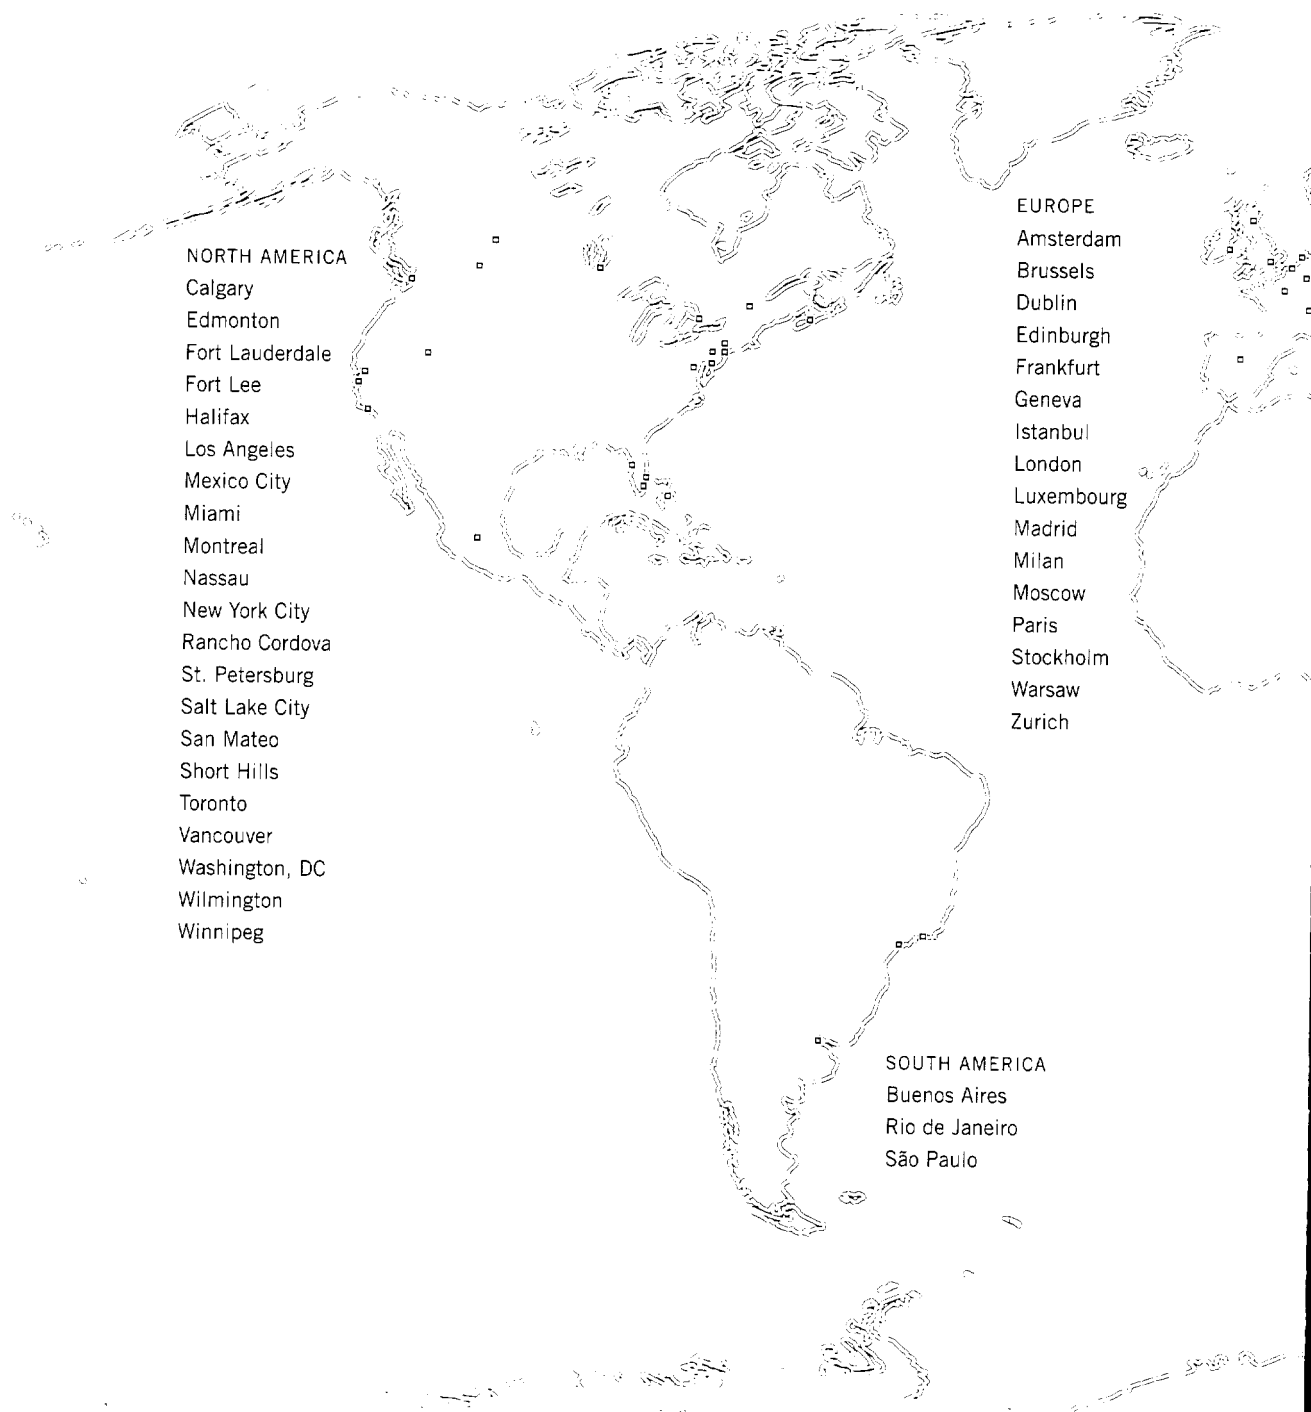 NORTH AMERICA
Calgary
Edmonton
Fort Lauderdale
Fort Lee
Halifax
Los Angeles
Mexico City
Miami
Montreal
Nassau
New York City
Rancho Cordova
St. Petersburg
Salt Lake City
San Mateo
Short Hills
Toronto
Vancouver
Washington, DC
Wilmington
Winnipeg
EUROPE
Amsterdam
Brussels
Dublin
Edinburgh
Frankfurt
Geneva
Istanbul
London
Luxembourg
Madrid
Milan
Moscow
Paris
Stockholm
Warsaw
Zurich
SOUTH AMERICA
Buenos Aires
Rio de Janeiro
São Paulo